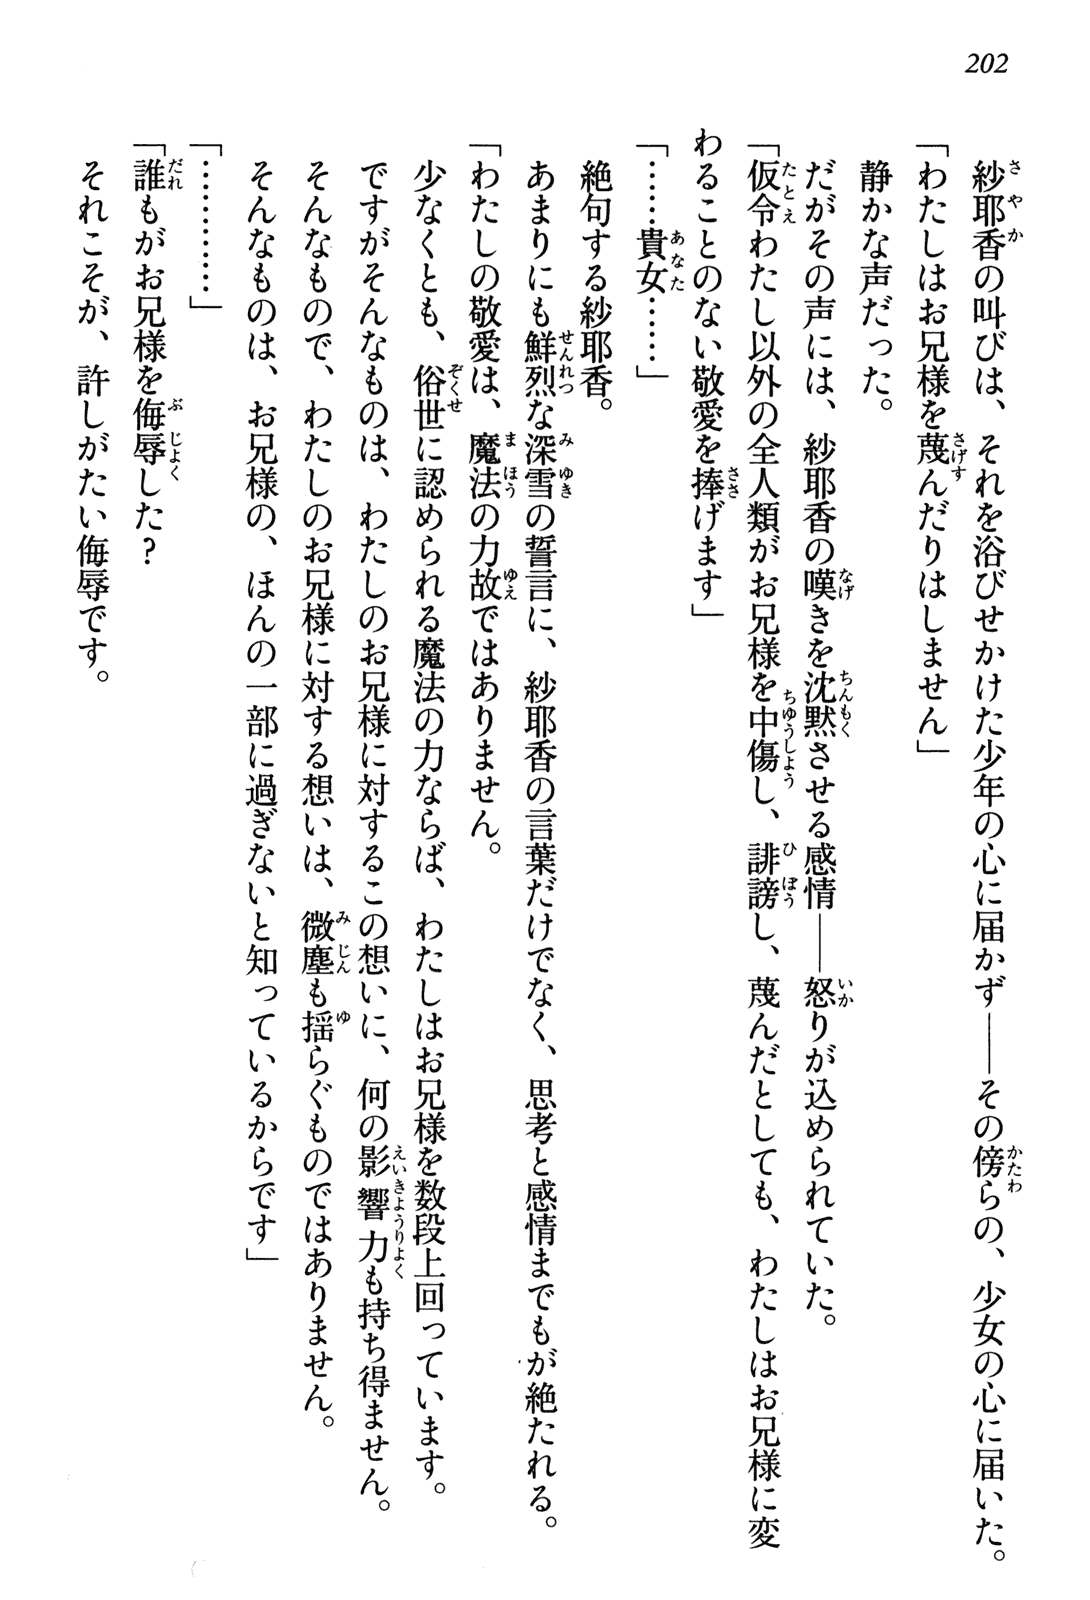 202
紗耶香の叫びは、それを浴びせかけた少年の心に届かず――その傍らの、少女の心に届いた。
「わたしはお兄様を蔑んだりはしません」
静かな声だった。
だがその声には、紗耶香の嘆きを沈黙させる感情――怒りが込められていた。
「仮令わたし以外の全人類がお兄様を中傷し、誹謗し、蔑んだとしても、わたしはお兄様に変
わることのない敬愛を捧げます」
「……貴女……」
絶句する紗耶香。
あまりにも鮮烈な深雪の誓言に、紗耶香の言葉だけでなく、思考と感情までもが絶たれる。
「わたしの敬愛は、魔法の力故ではありません。
少なくとも、俗世に認められる魔法の力ならば、わたしはお兄様を数段上回っています。
ですがそんなものは、わたしのお兄様に対するこの想いに、何の影響力も持ち得ません。
そんなもので、わたしのお兄様に対する想いは、微塵も揺らぐものではありません。
そんなものは、お兄様の、ほんの一部に過ぎないと知っているからです」
「…………」
「誰もがお兄様を侮辱した?
それこそが、許しがたい侮辱です。